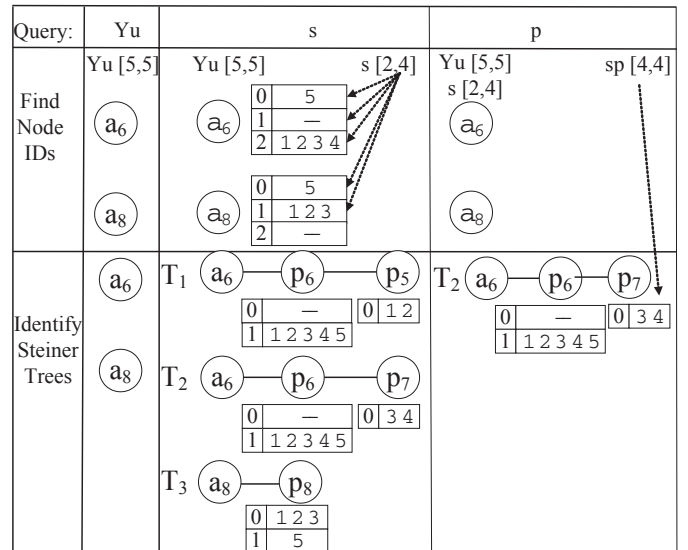 Query: Yu s p
Find Node IDs
Yu [5,5]
a6
a8
Yu [5,5] s [2,4]
a6
0 5
1 —
2 1 2 3 4
a8
0 5
1 1 2 3
2 —
Yu [5,5] sp [4,4]
s [2,4]
a6
a8
Identify Steiner Trees
a6
a8
T1 a6 p6 p5
0 — 0 1 2
1 1 2 3 4 5
T2 a6 p6 p7
0 — 0 3 4
1 1 2 3 4 5
T3 a8 p8
0 1 2 3
1 5
T2 a6 p6 p7
0 — 0 3 4
1 1 2 3 4 5